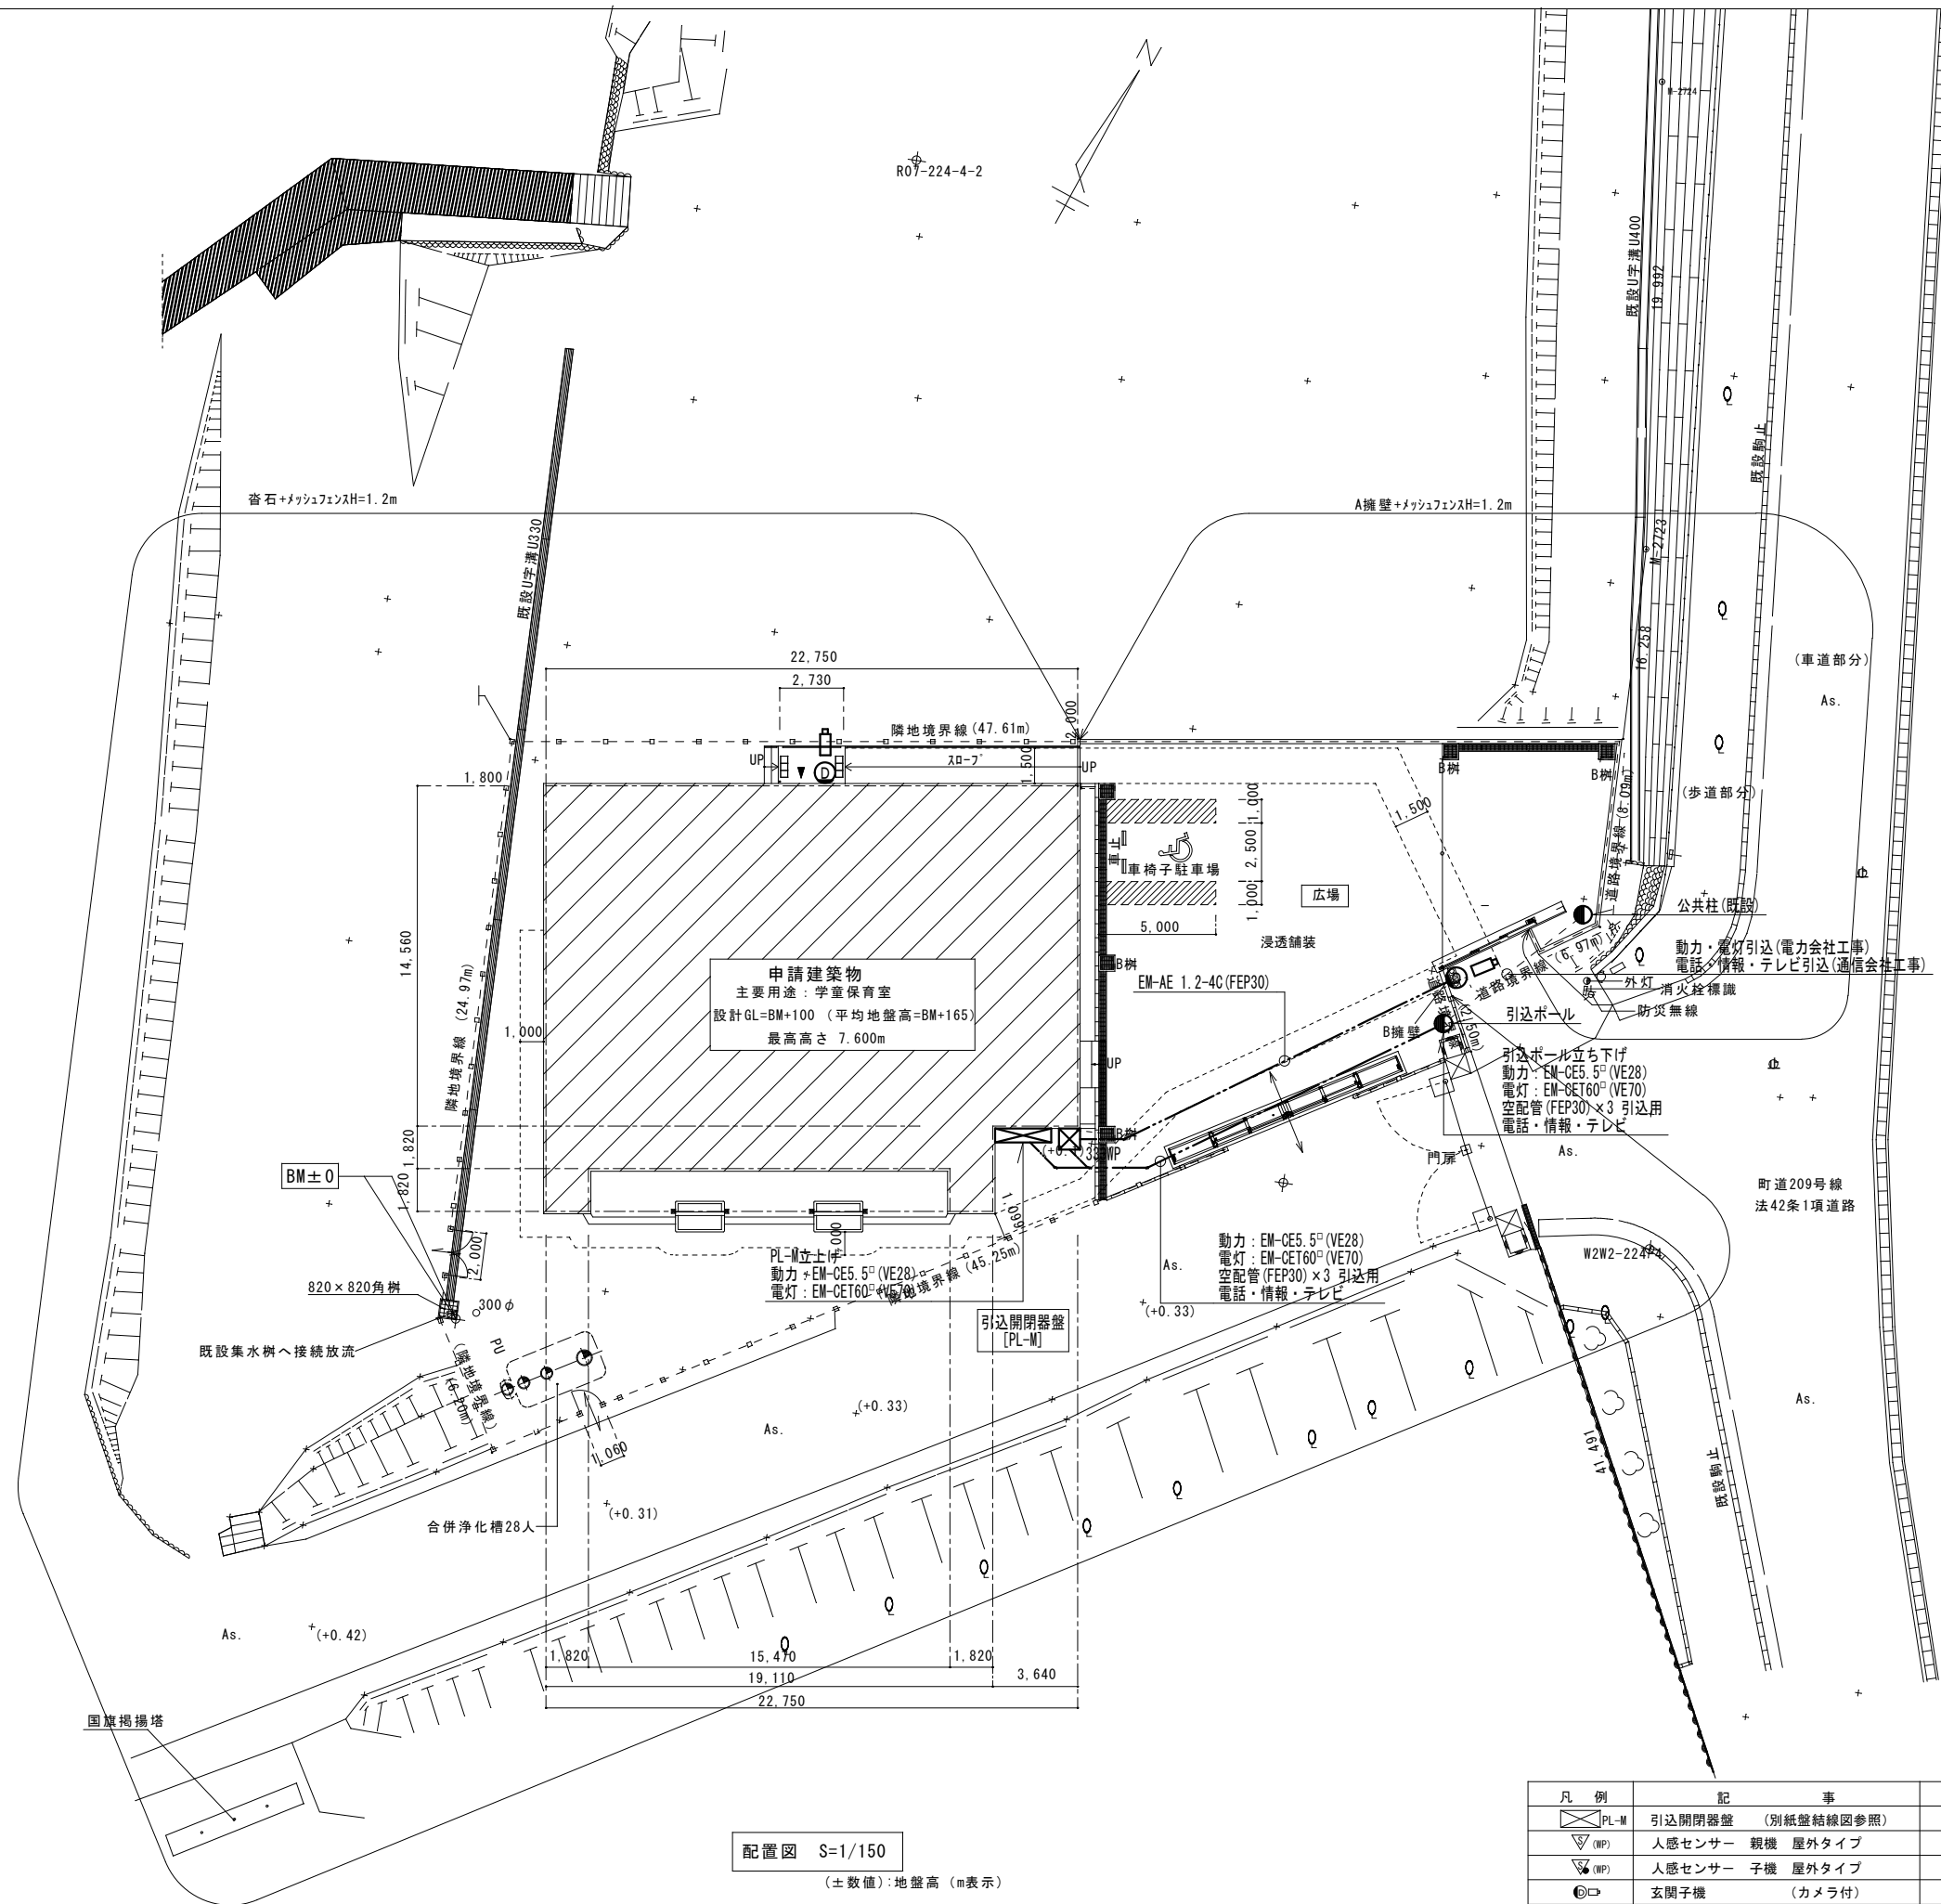 N
R07-224-4-2
M-2724
既設U字溝U400
19.992
既設駒止
沓石+メッシュフェンスH=1.2m
A擁壁+メッシュフェンスH=1.2m
既設U字溝U330
M-2723
16.258
(車道部分)
As.
22,750
2,730
隣地境界線(47.61m)
2,000
1,500
UP
スロープ
UP
D
1,800
B桝
B桝
(歩道部分)
道路境界線(8.09m)
1,500
1,000
2,500
1,000
車止
車椅子駐車場
5,000
広場
浸透舗装
14,560
隣地境界線 (24.97m)
1,000
申請建築物
主要用途：学童保育室
設計GL=BM+100 (平均地盤高=BM+165)
最高高さ 7.600m
B桝
EM-AE 1.2-4C(FEP30)
公共柱(既設)
動力・電灯引込(電力会社工事)
電話・情報・テレビ引込(通信会社工事)
外灯
消火栓標識
防災無線
道路境界線 (6.97m)
引込ポール
B擁壁
引込ポール立ち下げ
動力：EM-CE5.5□(VE28)
電灯：EM-CET60□(VE70)
空配管(FEP30)×3 引込用
電話・情報・テレビ
UP
B桝
1,820
1,820
BM±0
門扉
As.
町道209号線
法42条1項道路
W2W2-224-4
2,000
820×820角桝
300φ
既設集水桝へ接続放流
PU
(隣地境界線)
(6.20m)
1,099
1,000
PL-M立上げ
動力：EM-CE5.5□(VE28)
電灯：EM-CET60□(VE70)
隣地境界線(45.25m)
引込開閉器盤
[PL-M]
As.
動力：EM-CE5.5□(VE28)
電灯：EM-CET60□(VE70)
空配管(FEP30)×3 引込用
電話・情報・テレビ
(+0.33)
(+0.33)
As.
1,060
合併浄化槽28人
(+0.31)
As.
41.491
既設駒止
As.
(+0.42)
1,820
15,470
1,820
19,110
3,640
22,750
国旗掲揚塔
配置図 S=1/150
(±数値)：地盤高 (m表示)
凡 例 記 事
PL-M 引込開閉器盤 (別紙盤結線図参照)
S (WP) 人感センサー 親機 屋外タイプ
S (WP) 人感センサー 子機 屋外タイプ
D 玄関子機 (カメラ付)